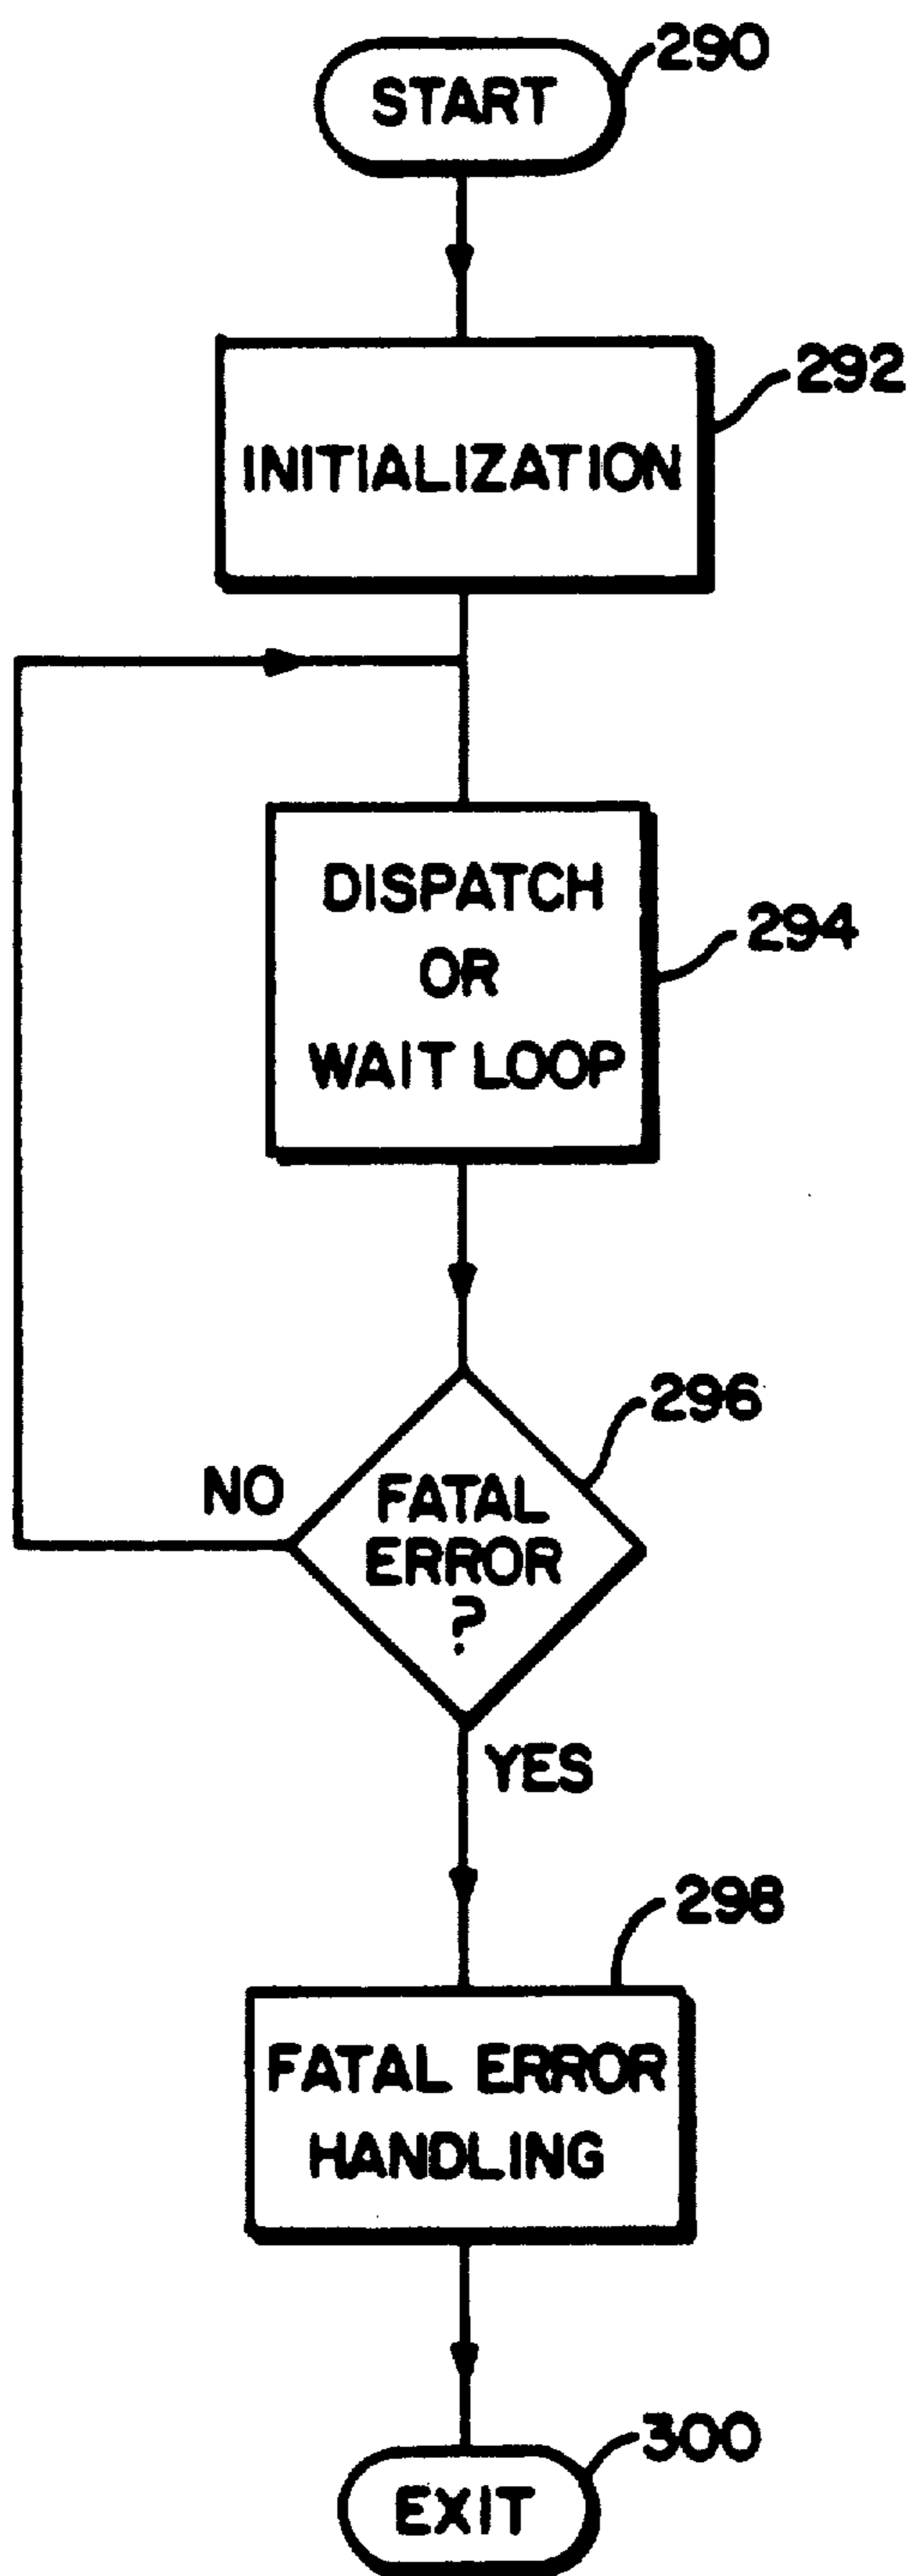 START
290
INITIALIZATION
292
DISPATCH
OR
WAIT LOOP
294
296
NO
FATAL
ERROR
?
YES
298
FATAL ERROR
HANDLING
300
EXIT